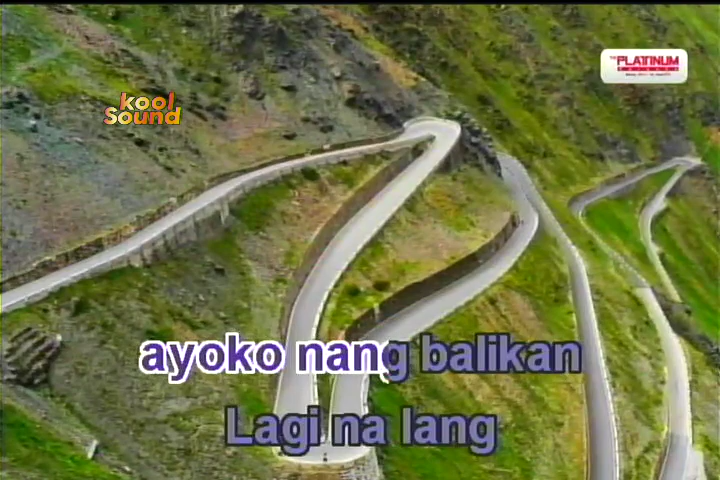 THE PLATINUM
kool
Sound
ayoko nang balikan
Lagi na lang